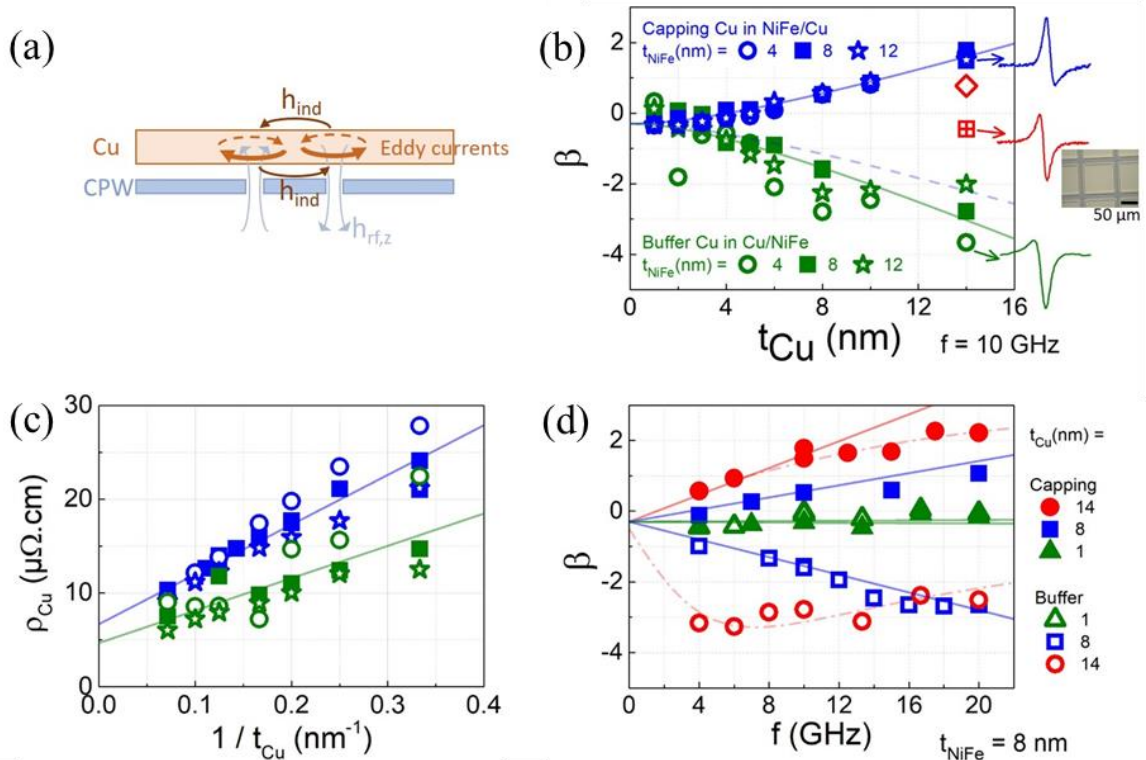 (a)
h_ind
Cu
Eddy currents
CPW
h_ind
h_rf,z
(b)
Capping Cu in NiFe/Cu
t_NiFe(nm) = 4 8 12
Buffer Cu in Cu/NiFe
t_NiFe(nm) = 4 8 12
β
2
0
-2
-4
0 4 8 12 16
t_Cu (nm)
f = 10 GHz
50 µm
(c)
ρ_Cu (µΩ.cm)
30
20
10
0
0.0 0.1 0.2 0.3 0.4
1 / t_Cu (nm⁻¹)
(d)
β
2
0
-2
-4
0 4 8 12 16 20
f (GHz)
t_NiFe = 8 nm
t_Cu(nm) =
Capping
14
8
1
Buffer
1
8
14